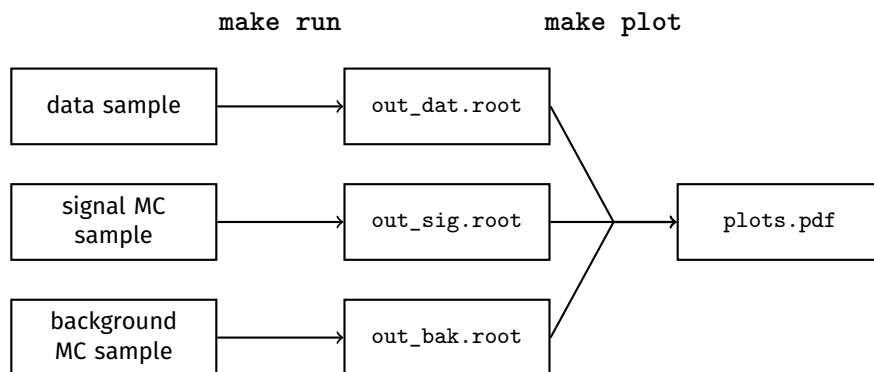 make run
make plot
data sample
out_dat.root
signal MC
sample
out_sig.root
plots.pdf
background
MC sample
out_bak.root